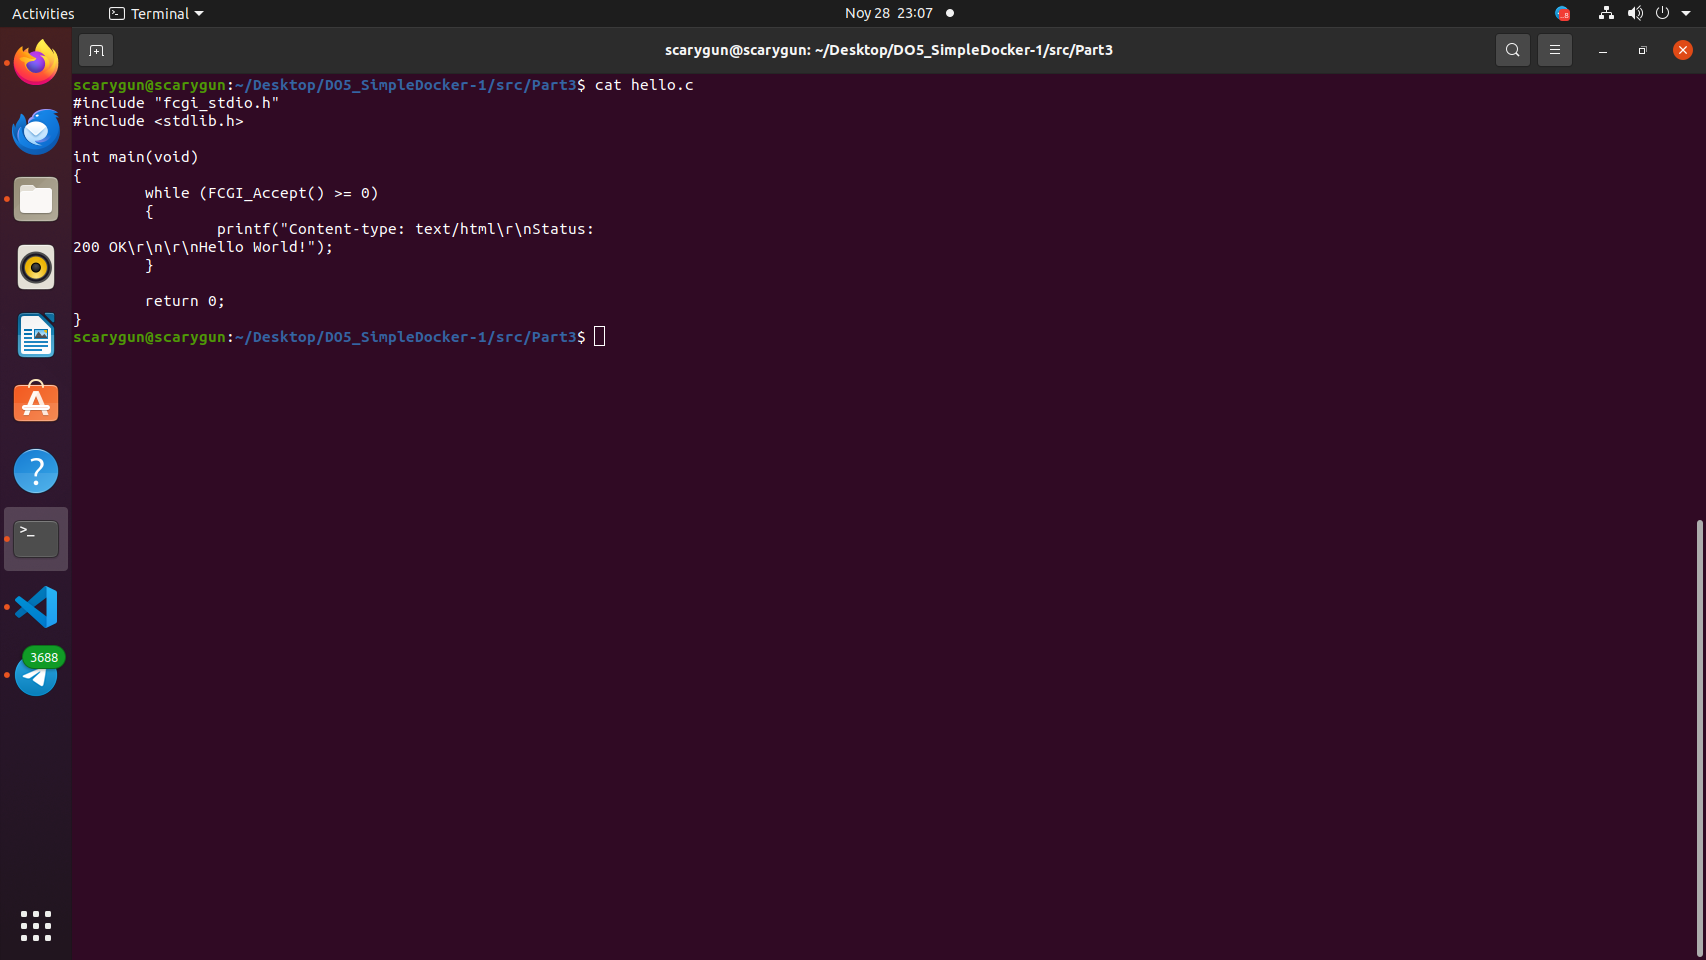 Activities
Terminal
Noy 28 23:07
scarygun@scarygun: ~/Desktop/DO5_SimpleDocker-1/src/Part3
scarygun@scarygun:~/Desktop/DO5_SimpleDocker-1/src/Part3$ cat hello.c
#include "fcgi_stdio.h"
#include <stdlib.h>
int main(void)
{
while (FCGI_Accept() >= 0)
{
printf("Content-type: text/html\r\nStatus:
200 OK\r\n\r\nHello World!");
}
return 0;
}
scarygun@scarygun:~/Desktop/DO5_SimpleDocker-1/src/Part3$
3688